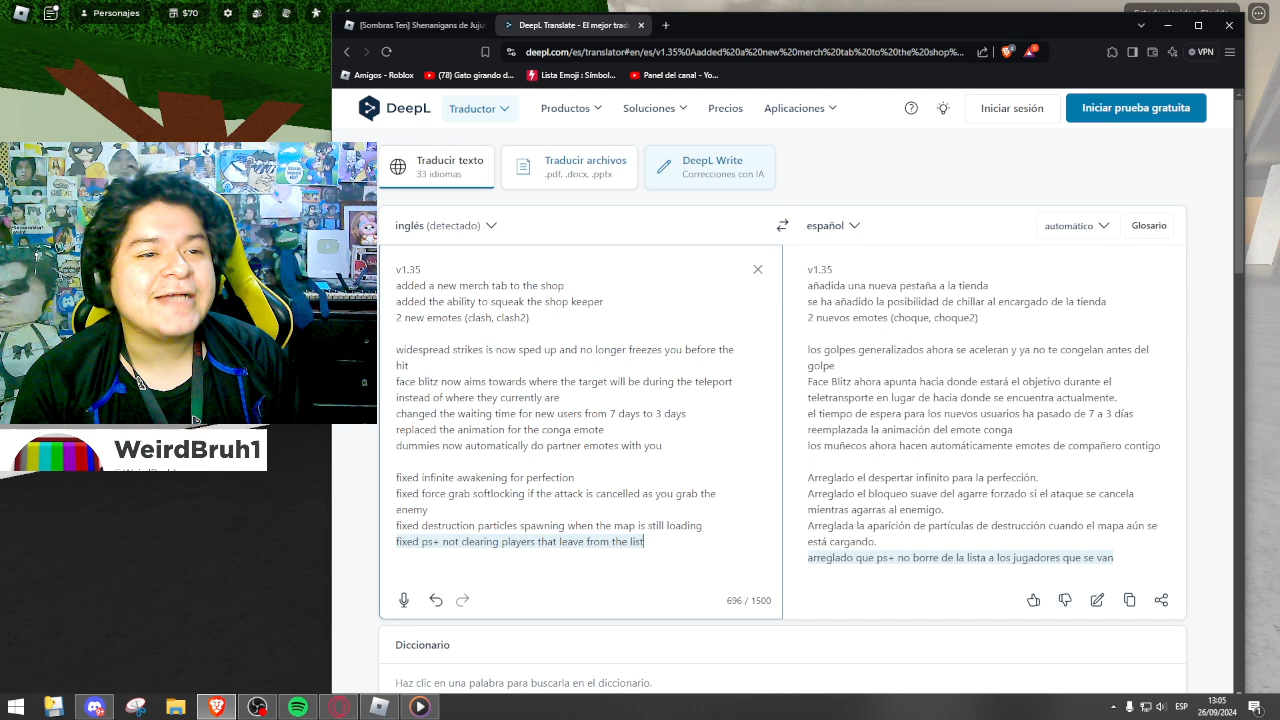 Personajes
$70
[Sombras Ten] Shenanigans de Jujut
DeepL Translate - El mejor trad
deepl.com/es/translator#en/es/v1.35%0Aadded%20a%20new%20merch%20tab%20to%20the%20shop%...
VPN
Amigos - Roblox
(78) Gato girando d...
Lista Emoji : Símbol...
Panel del canal - Yo...
DeepL
Traductor
Productos
Soluciones
Precios
Aplicaciones
Iniciar sesión
Iniciar prueba gratuita
Traducir texto
33 idiomas
Traducir archivos
.pdf, .docx, .pptx
DeepL Write
Correcciones con IA
inglés (detectado)
español
automático
Glosario
v1.35
added a new merch tab to the shop
added the ability to squeak the shop keeper
2 new emotes (clash, clash2)
widespread strikes is now sped up and no longer freezes you before the
hit
face blitz now aims towards where the target will be during the teleport
instead of where they currently are
changed the waiting time for new users from 7 days to 3 days
replaced the animation for the conga emote
dummies now automatically do partner emotes with you
fixed infinite awakening for perfection
fixed force grab softlocking if the attack is cancelled as you grab the
enemy
fixed destruction particles spawning when the map is still loading
fixed ps+ not clearing players that leave from the list
696 / 1500
v1.35
añadida una nueva pestaña a la tienda
se ha añadido la posibilidad de chillar al encargado de la tienda
2 nuevos emotes (choque, choque2)
los golpes generalizados ahora se aceleran y ya no te congelan antes del
golpe
Face Blitz ahora apunta hacia donde estará el objetivo durante el
teletransporte en lugar de hacia donde se encuentra actualmente.
el tiempo de espera para los nuevos usuarios ha pasado de 7 a 3 días
reemplazada la animación del emote conga
los muñecos ahora hacen automáticamente emotes de compañero contigo
Arreglado el despertar infinito para la perfección.
Arreglado el bloqueo suave del agarre forzado si el ataque se cancela
mientras agarras al enemigo.
Arreglada la aparición de partículas de destrucción cuando el mapa aún se
está cargando.
arreglado que ps+ no borre de la lista a los jugadores que se van
Diccionario
Haz clic en una palabra para buscarla en el diccionario.
WeirdBruh1
ESP
13:05
26/09/2024